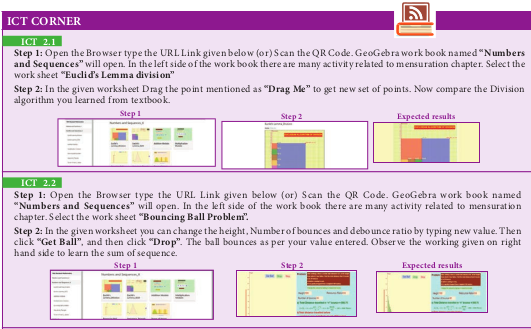 ICT CORNER
ICT 2.1
Step 1: Open the Browser type the URL Link given below (or) Scan the QR Code. GeoGebra work book named “Numbers
and Sequences” will open. In the left side of the work book there are many activity related to mensuration chapter. Select the
work sheet “Euclid’s Lemma division”
Step 2: In the given worksheet Drag the point mentioned as “Drag Me” to get new set of points. Now compare the Division
algorithm you learned from textbook.
Step 1
Step 2
Expected results
ICT 2.2
Step 1: Open the Browser type the URL Link given below (or) Scan the QR Code. GeoGebra work book named
“Numbers and Sequences” will open. In the left side of the work book there are many activity related to mensuration
chapter. Select the work sheet “Bouncing Ball Problem”.
Step 2: In the given worksheet you can change the height, Number of bounces and debounce ratio by typing new value. Then
click “Get Ball”, and then click “Drop”. The ball bounces as per your value entered. Observe the working given on right
hand side to learn the sum of sequence.
Step 1
Step 2
Expected results